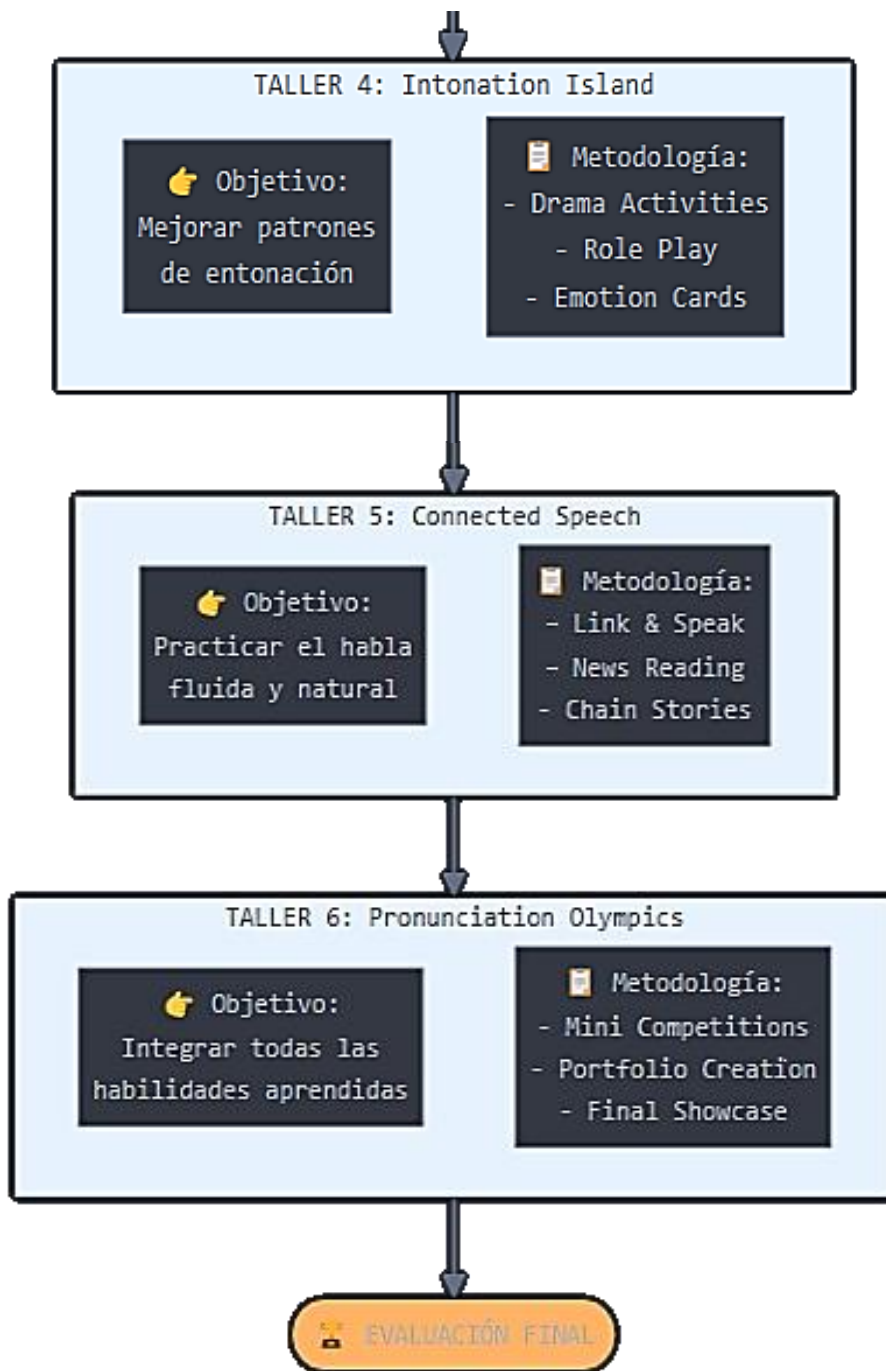 TALLER 4: Intonation Island
👉 Objetivo:
Mejorar patrones
de entonación
📋 Metodología:
- Drama Activities
- Role Play
- Emotion Cards
TALLER 5: Connected Speech
👉 Objetivo:
Practicar el habla
fluida y natural
📋 Metodología:
- Link & Speak
- News Reading
- Chain Stories
TALLER 6: Pronunciation Olympics
👉 Objetivo:
Integrar todas las
habilidades aprendidas
📋 Metodología:
- Mini Competitions
- Portfolio Creation
- Final Showcase
🏆 EVALUACIÓN FINAL